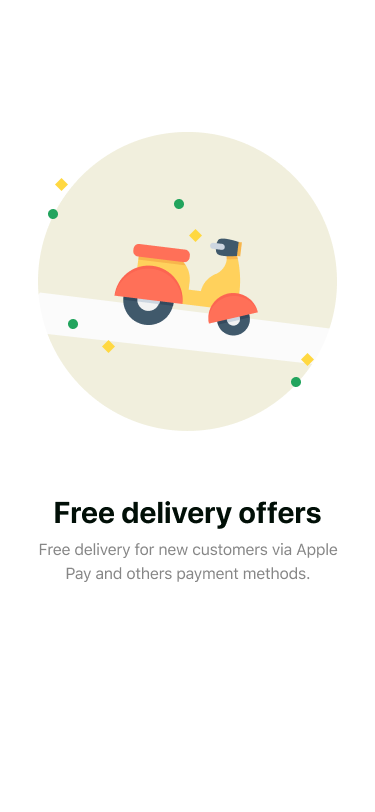 Free delivery offers
Free delivery for new customers via Apple
Pay and others payment methods.